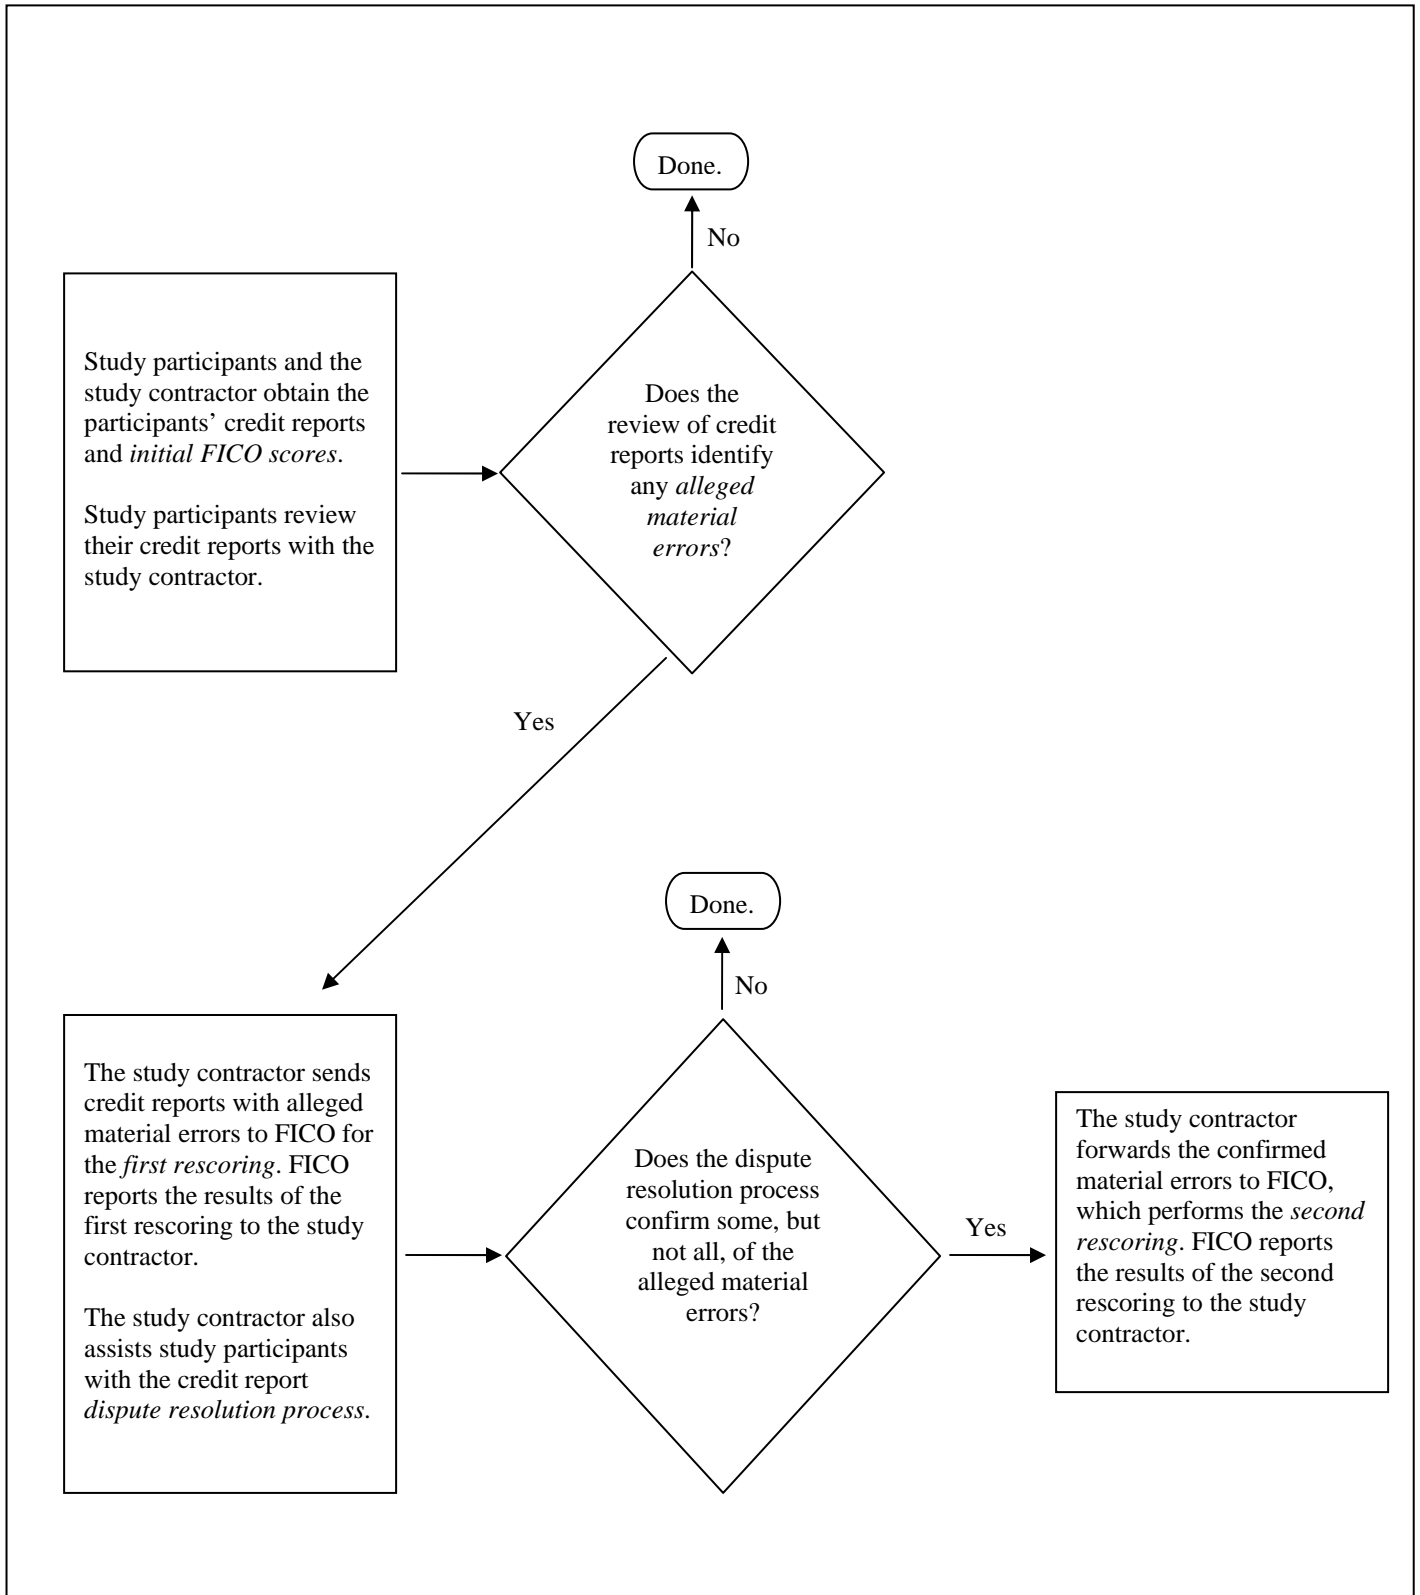 Done.
No
Study participants and the
study contractor obtain the
participants’ credit reports
and initial FICO scores.
Study participants review
their credit reports with the
study contractor.
Does the
review of credit
reports identify
any alleged
material
errors?
Yes
Done.
No
The study contractor sends
credit reports with alleged
material errors to FICO for
the first rescoring. FICO
reports the results of the
first rescoring to the study
contractor.
The study contractor also
assists study participants
with the credit report
dispute resolution process.
Does the dispute
resolution process
confirm some, but
not all, of the
alleged material
errors?
Yes
The study contractor
forwards the confirmed
material errors to FICO,
which performs the second
rescoring. FICO reports
the results of the second
rescoring to the study
contractor.